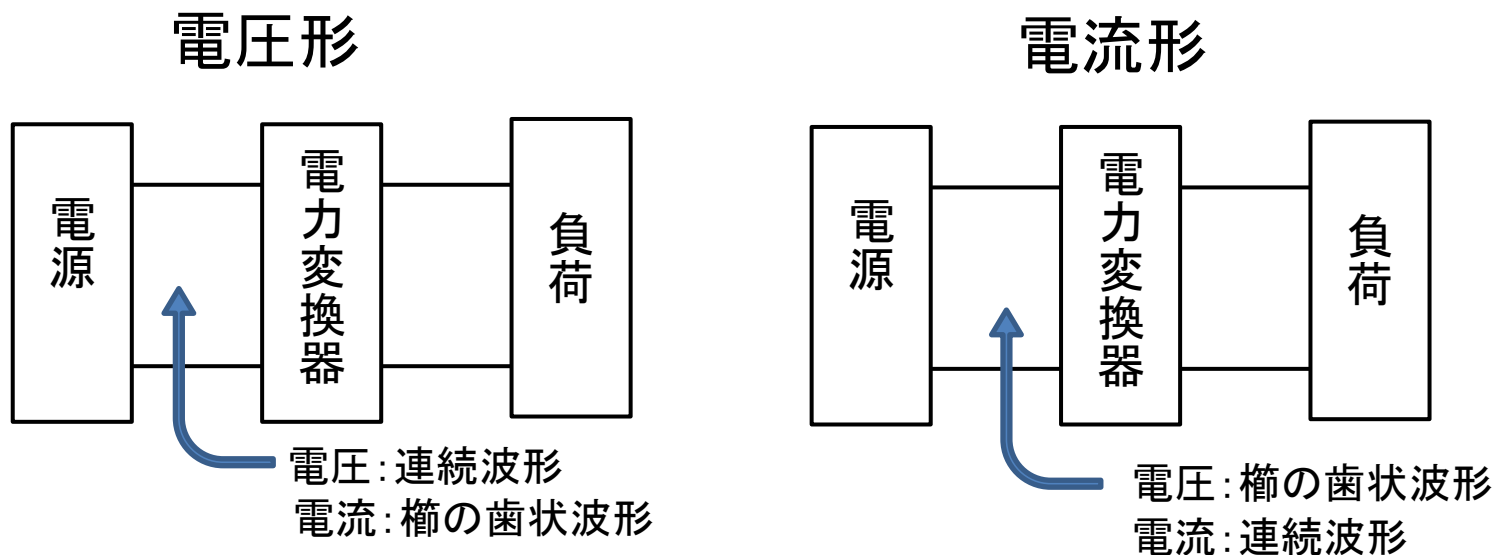 電圧形
電源
電力変換器
負荷
電圧：連続波形
電流：櫛の歯状波形
電流形
電源
電力変換器
負荷
電圧：櫛の歯状波形
電流：連続波形